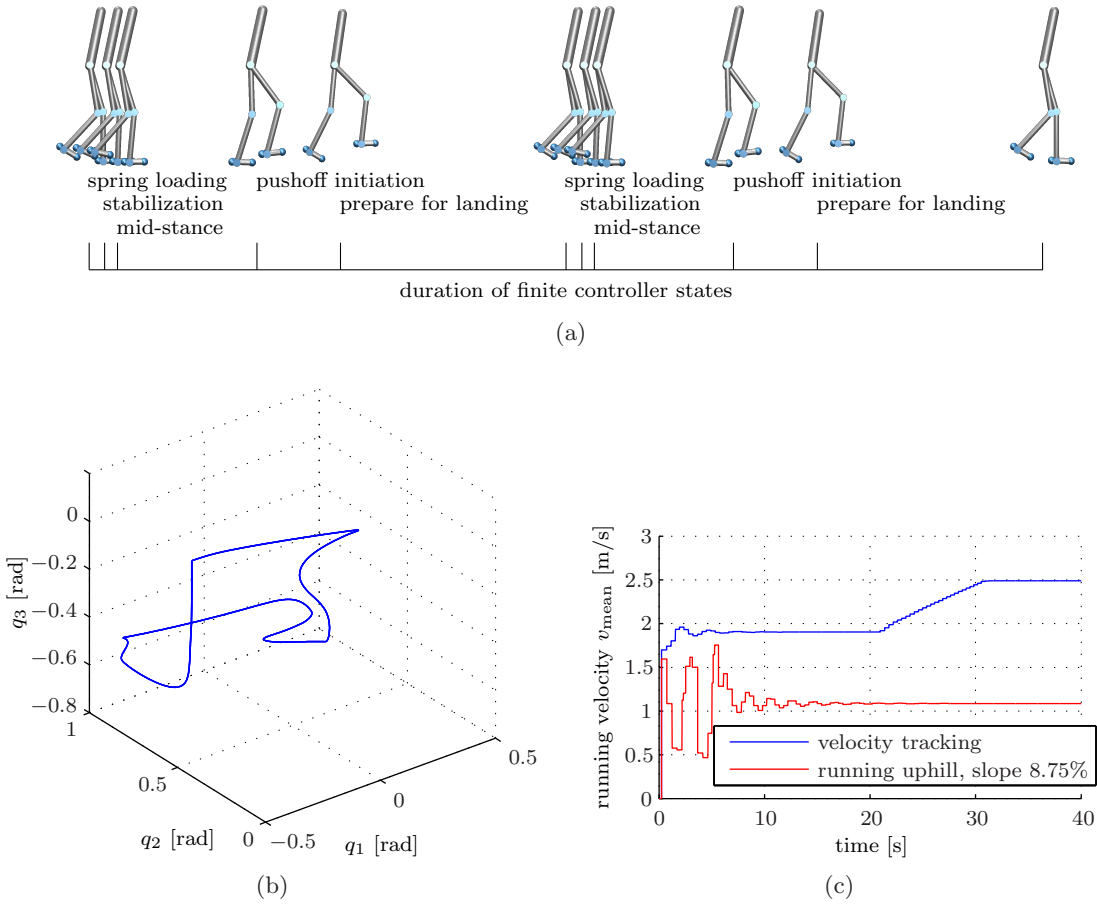 spring loading pushoff initiation spring loading pushoff initiation
stabilization prepare for landing stabilization prepare for landing
mid-stance mid-stance
duration of finite controller states
(a)
0
−0.2
−0.4
−0.6
−0.8
q3 [rad]
1
0.5
0
q2 [rad]
−0.5
0
0.5
q1 [rad]
(b)
3
2.5
2
1.5
1
0.5
0
running velocity vmean [m/s]
velocity tracking
running uphill, slope 8.75%
0 10 20 30 40
time [s]
(c)